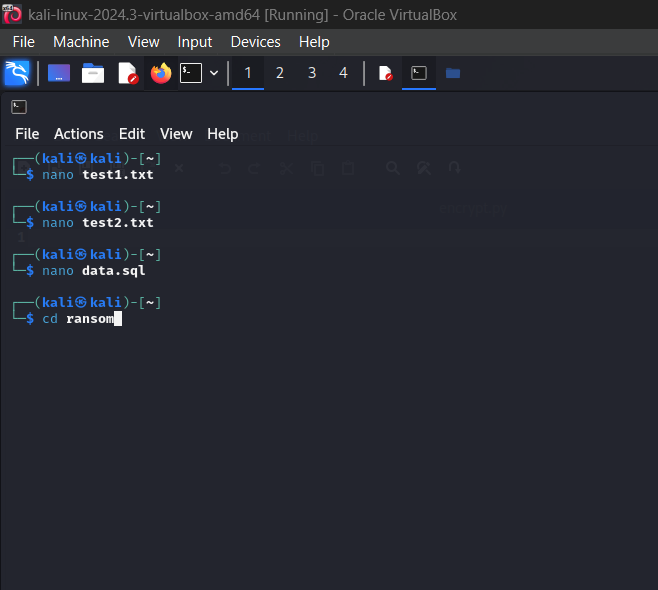 kali-linux-2024.3-virtualbox-amd64 [Running] - Oracle VirtualBox
File Machine View Input Devices Help
1 2 3 4
File Actions Edit View Help
┌──(kali㉿kali)-[~]
└─$ nano test1.txt
┌──(kali㉿kali)-[~]
└─$ nano test2.txt
1
┌──(kali㉿kali)-[~]
└─$ nano data.sql
┌──(kali㉿kali)-[~]
└─$ cd ransom